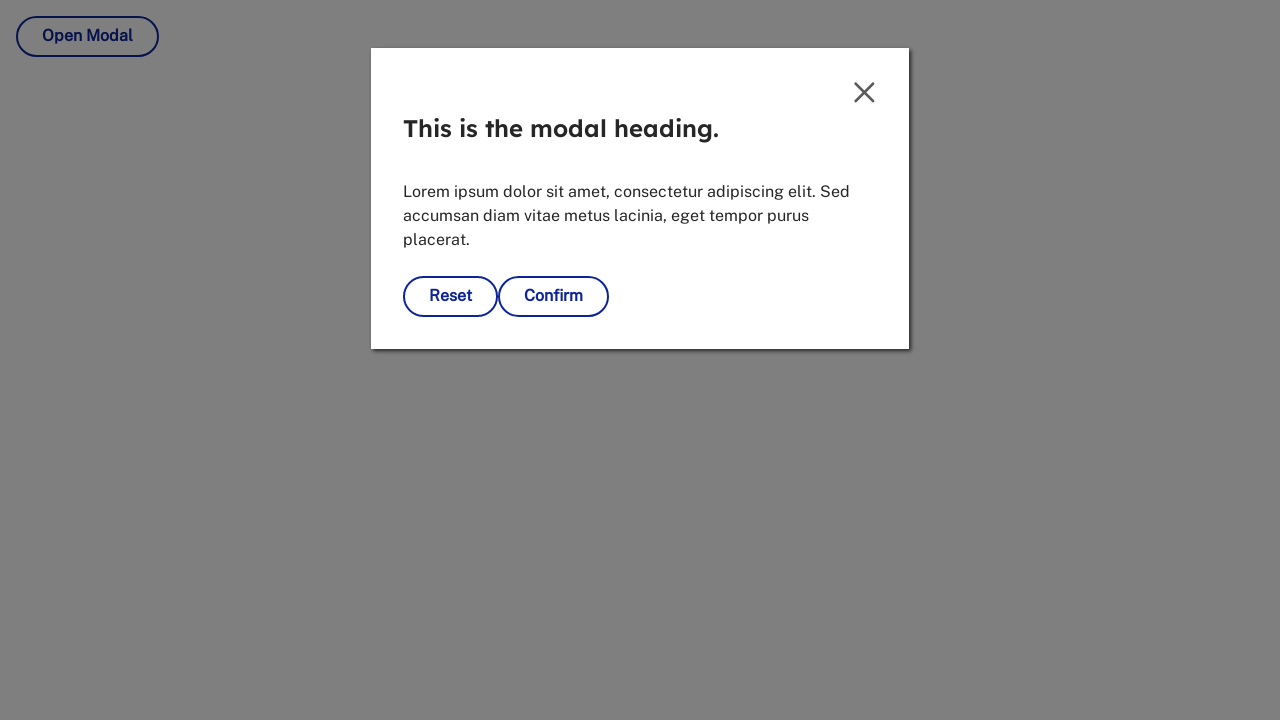 Open Modal
This is the modal heading.
Lorem ipsum dolor sit amet, consectetur adipiscing elit. Sed
accumsan diam vitae metus lacinia, eget tempor purus
placerat.
Reset Confirm